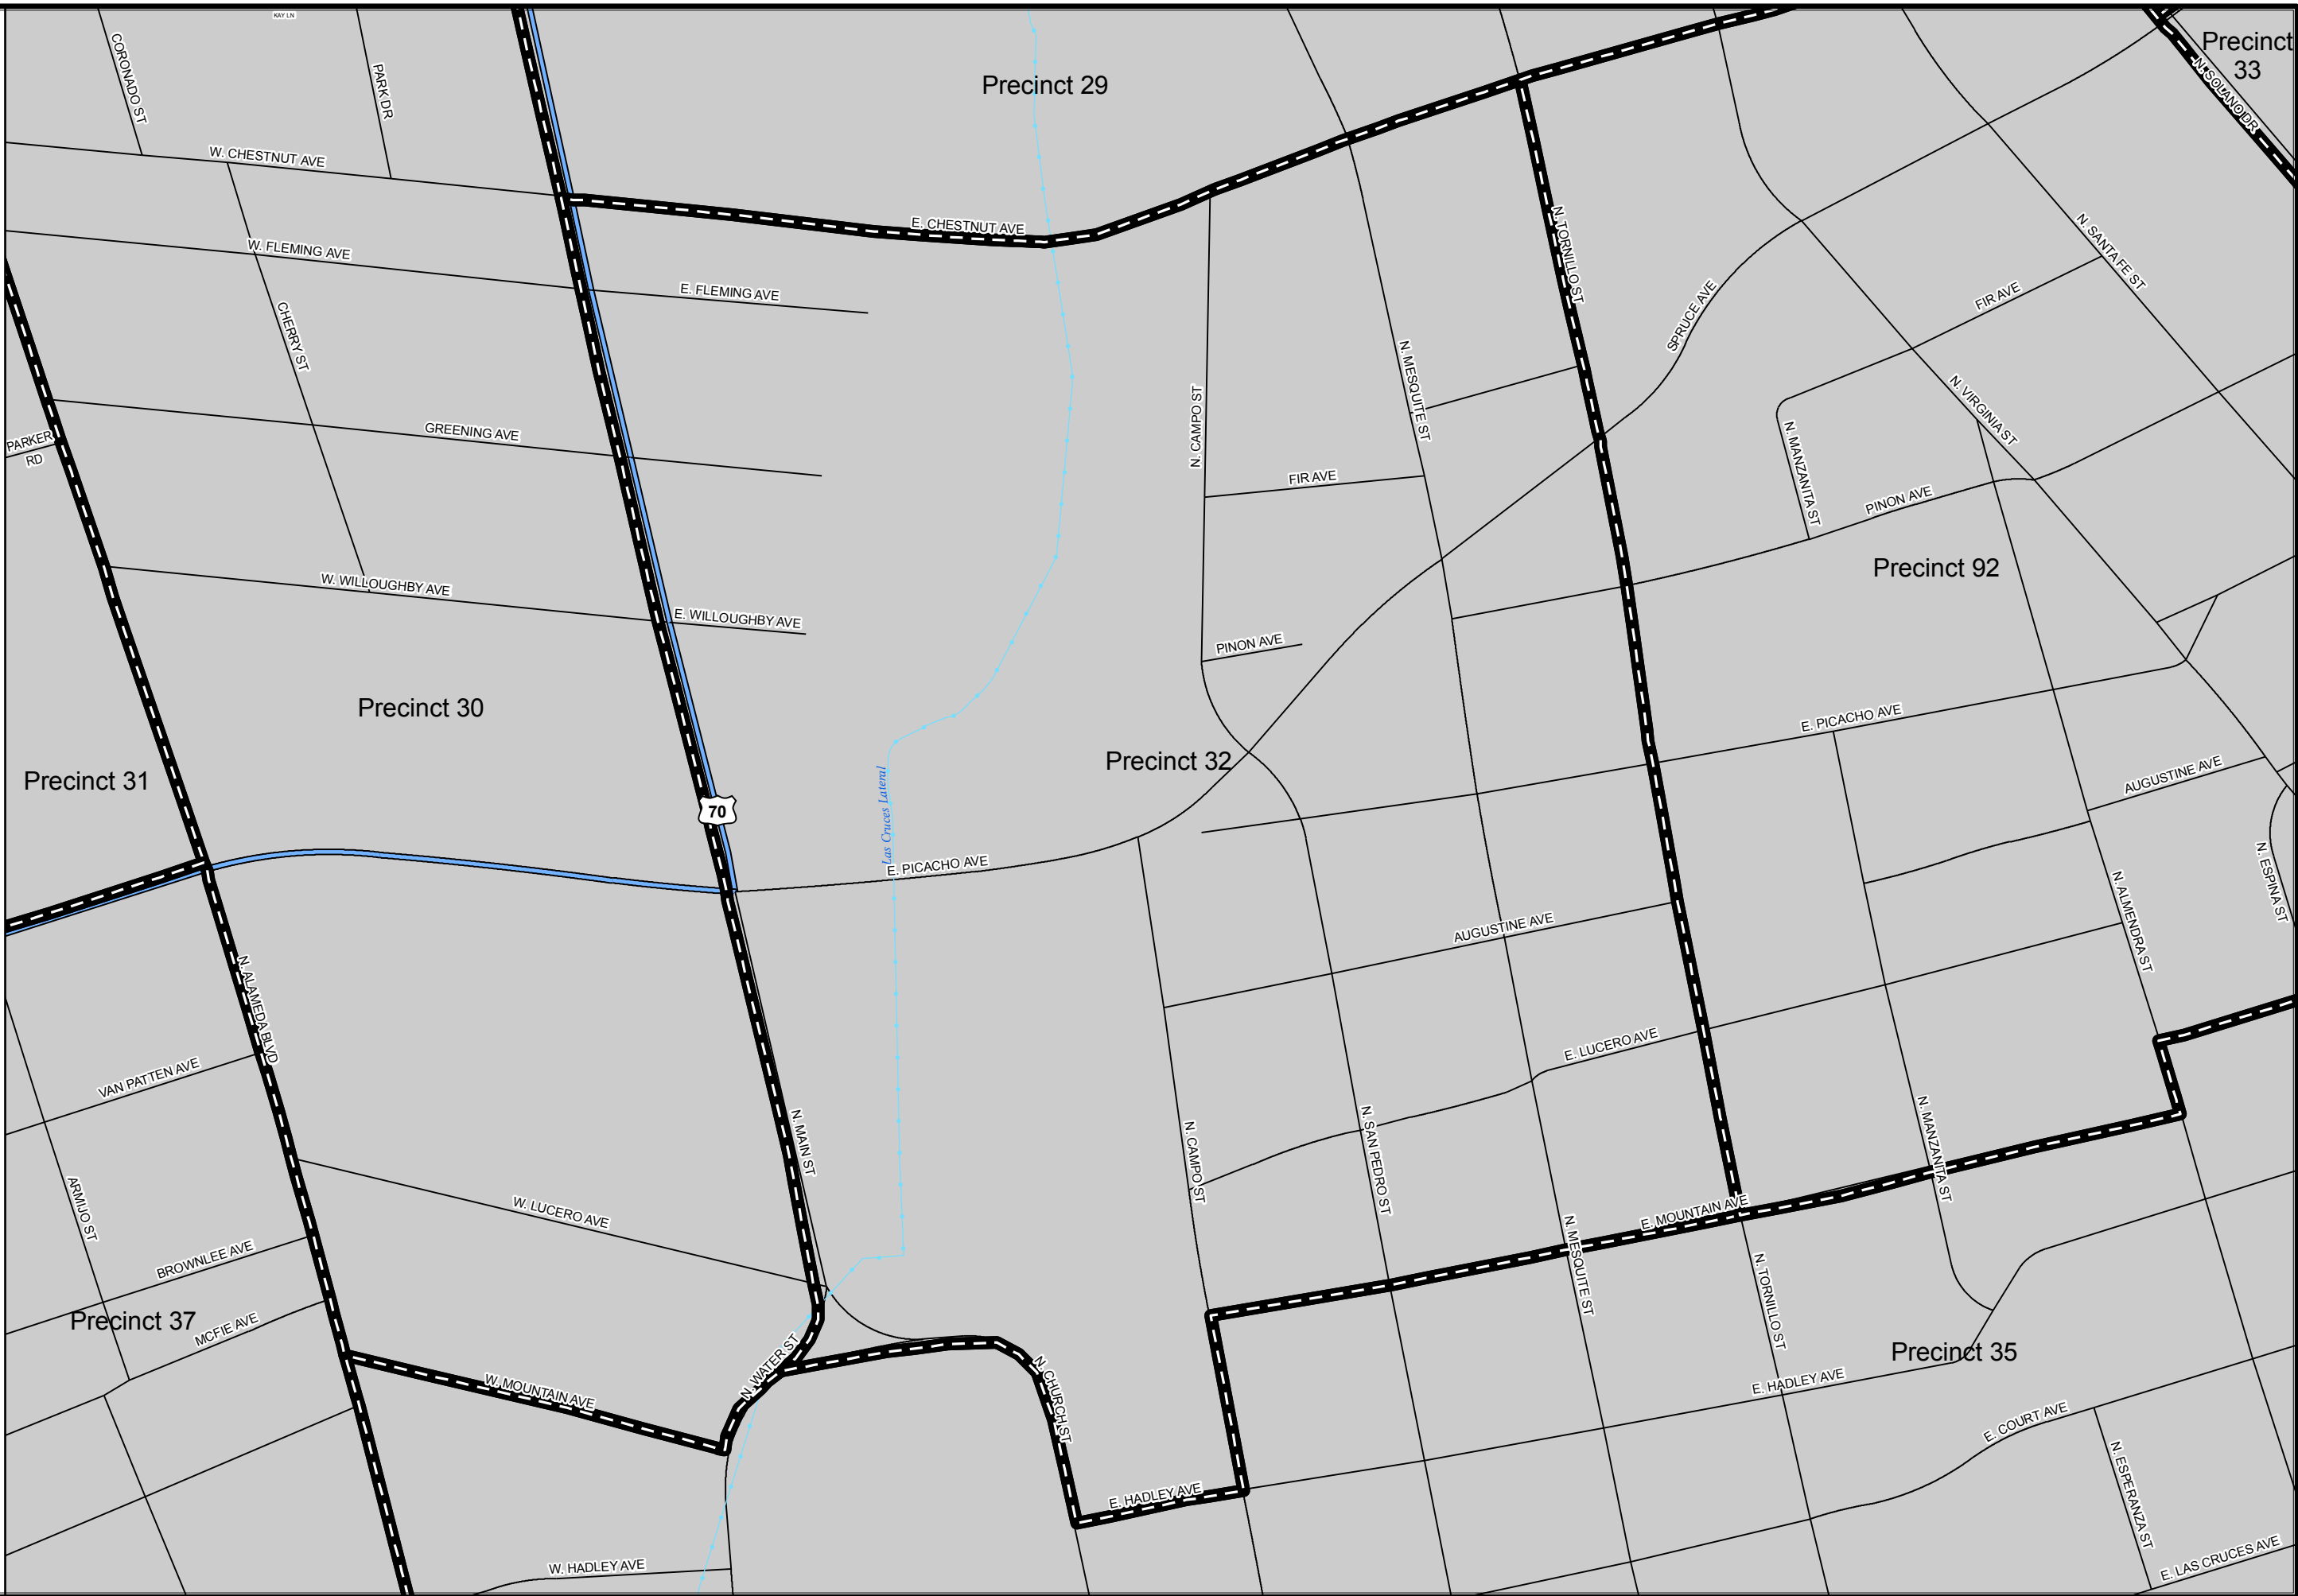 KAY LN
CORONADO ST
PARK DR
Precinct 29
Precinct
33
N. SOLANO DR
W. CHESTNUT AVE
E. CHESTNUT AVE
N. TORNILLO ST
N. SANTA FE ST
W. FLEMING AVE
E. FLEMING AVE
CHERRY ST
SPRUCE AVE
FIR AVE
N. MESQUITE ST
N. CAMPO ST
N. VIRGINIA ST
PARKER
RD
GREENING AVE
N. MANZANITA ST
FIR AVE
PINON AVE
Precinct 92
W. WILLOUGHBY AVE
E. WILLOUGHBY AVE
PINON AVE
Precinct 30
E. PICACHO AVE
Precinct 31
Precinct 32
AUGUSTINE AVE
70
Las Cruces Lateral
E. PICACHO AVE
N. ESPINA ST
N. ALMENDRA ST
AUGUSTINE AVE
N. ALAMEDA BLVD
E. LUCERO AVE
VAN PATTEN AVE
N. MAIN ST
N. CAMPO ST
N. SAN PEDRO ST
N. MANZANITA ST
ARMIJO ST
W. LUCERO AVE
E. MOUNTAIN AVE
N. MESQUITE ST
BROWNLEE AVE
N. TORNILLO ST
Precinct 37
MCFIE AVE
Precinct 35
N. WATER ST
N. CHURCH ST
W. MOUNTAIN AVE
E. HADLEY AVE
E. COURT AVE
N. ESPERANZA ST
E. HADLEY AVE
W. HADLEY AVE
E. LAS CRUCES AVE